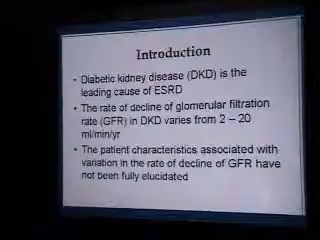 Introduction
• Diabetic kidney disease (DKD) is the
leading cause of ESRD
• The rate of decline of glomerular filtration
rate (GFR) in DKD varies from 2 – 20
ml/min/yr
• The patient characteristics associated with
variation in the rate of decline of GFR have
not been fully elucidated